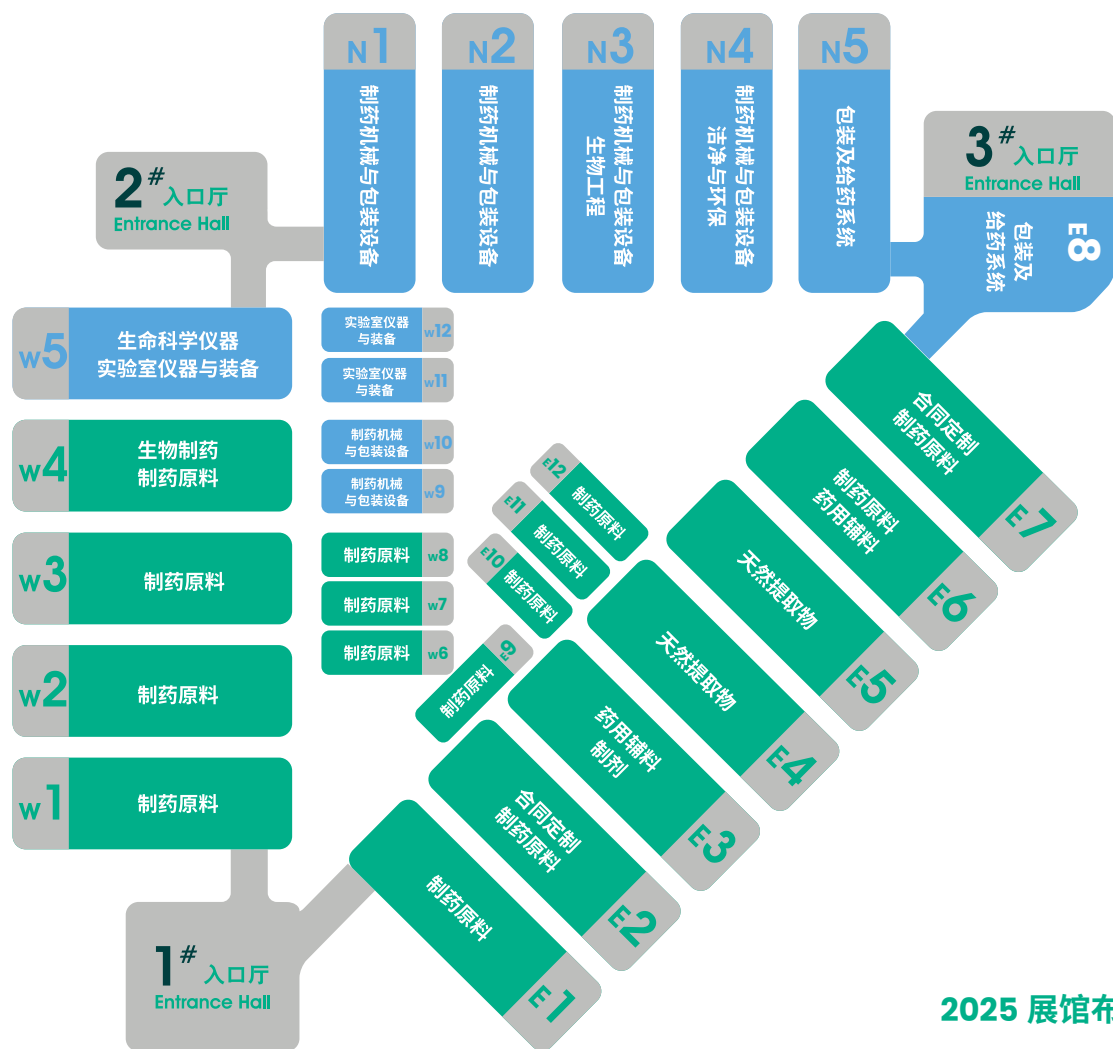 N1
制药机械与包装设备
N2
制药机械与包装设备
N3
制药机械与包装设备
生物工程
N4
制药机械与包装设备
洁净与环保
N5
包装及给药系统
3# 入口厅
Entrance Hall
E8
包装及
给药系统
2# 入口厅
Entrance Hall
W5
生命科学仪器
实验室仪器与装备
W4
生物制药
制药原料
W3
制药原料
W2
制药原料
W1
制药原料
实验室仪器
与装备
W12
实验室仪器
与装备
W11
制药机械
与包装设备
W10
制药机械
与包装设备
W9
制药原料
W8
制药原料
W7
制药原料
W6
E12
制药原料
E11
制药原料
E10
制药原料
E9
制药原料
合同定制
制药原料
E7
制药原料
药用辅料
E6
天然提取物
E5
天然提取物
E4
药用辅料
制剂
E3
合同定制
制药原料
E2
制药原料
E1
1# 入口厅
Entrance Hall
2025 展馆布